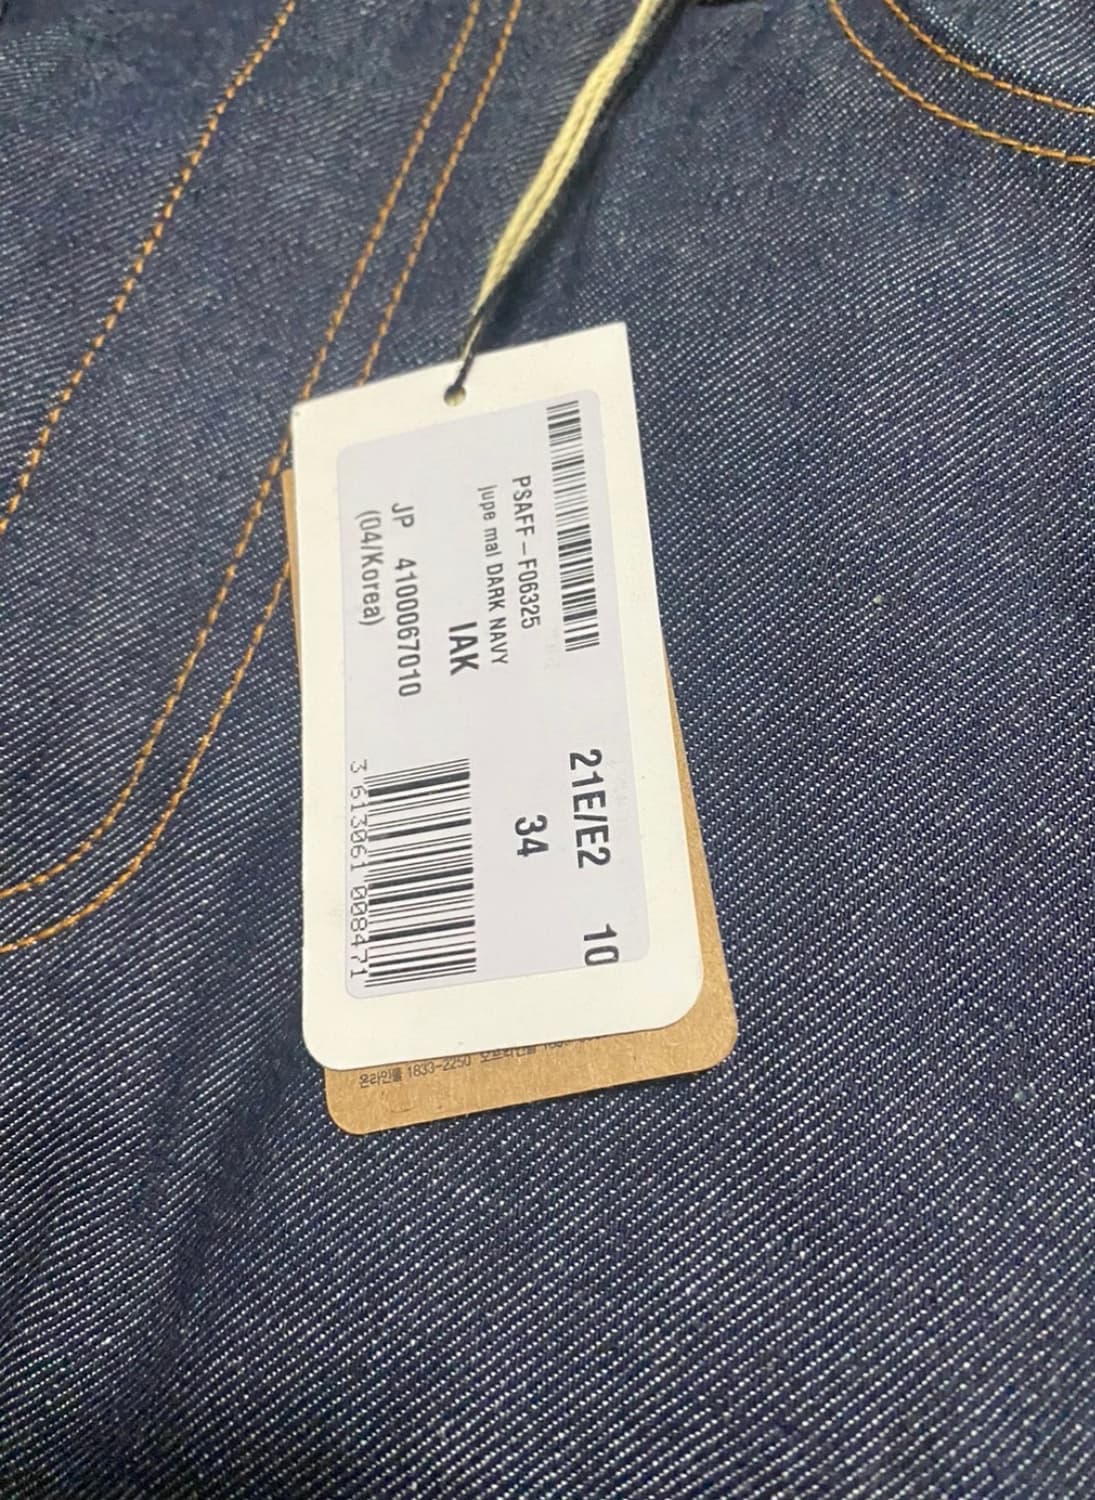 21E/E2 10
PSAFF-F06325 34
jupe mal DARK NAVY
IAK
JP 4100067010
(04/Korea)
3 613061 008471
온라인몰 1833-2250